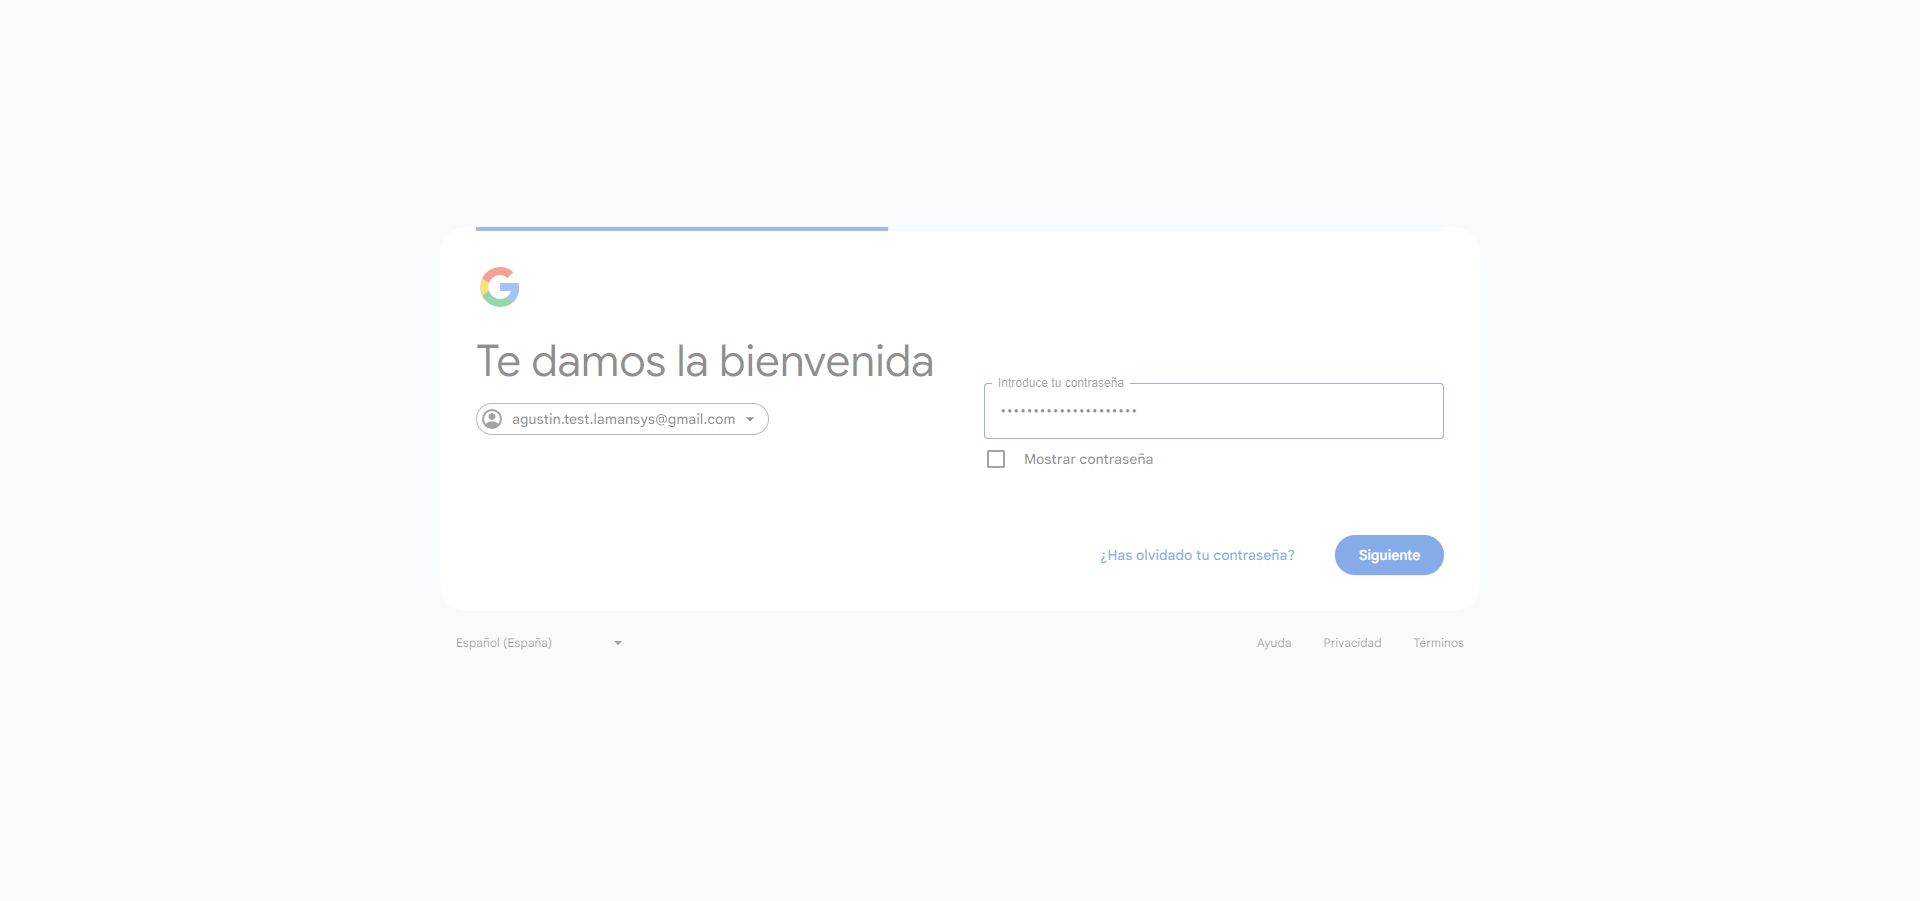 Te damos la bienvenida
agustin.test.lamansys@gmail.com
Introduce tu contraseña
•••••••••••••••••••••
Mostrar contraseña
¿Has olvidado tu contraseña?
Siguiente
Español (España)
Ayuda
Privacidad
Términos